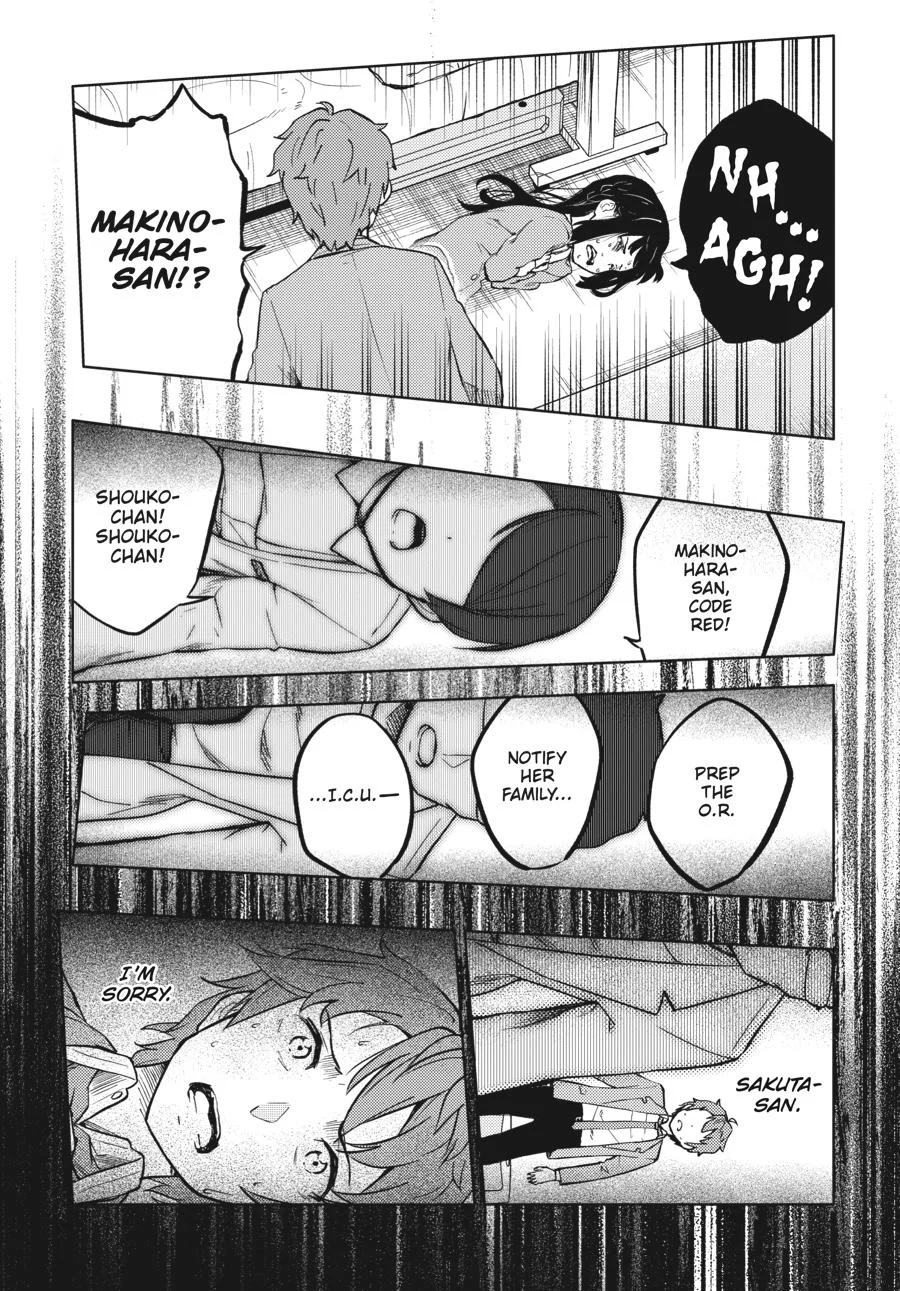 NH...
AGH!
MAKINO-
HARA-
SAN!?
MAKINO-
HARA-
SAN,
CODE
RED!
SHOUKO-
CHAN!
SHOUKO-
CHAN!
PREP
THE
O.R.
NOTIFY
HER
FAMILY...
...I.C.U.—
SAKUTA-
SAN.
I'M
SORRY.